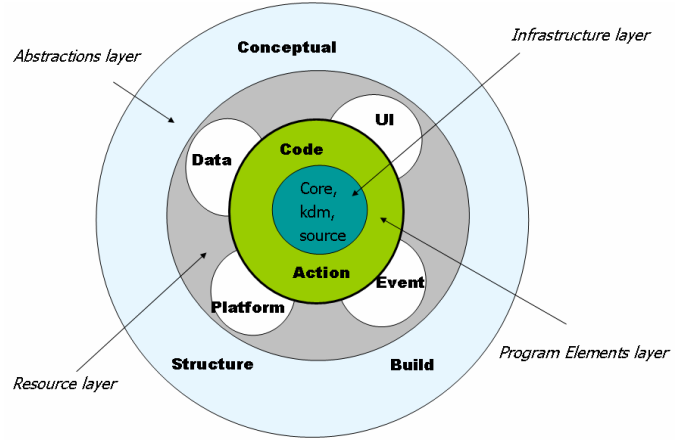 Infrastructure layer
Conceptual
Abstractions layer
UI
Code
Data
Core,
kdm,
source
Action
Event
Platform
Program Elements layer
Structure
Build
Resource layer